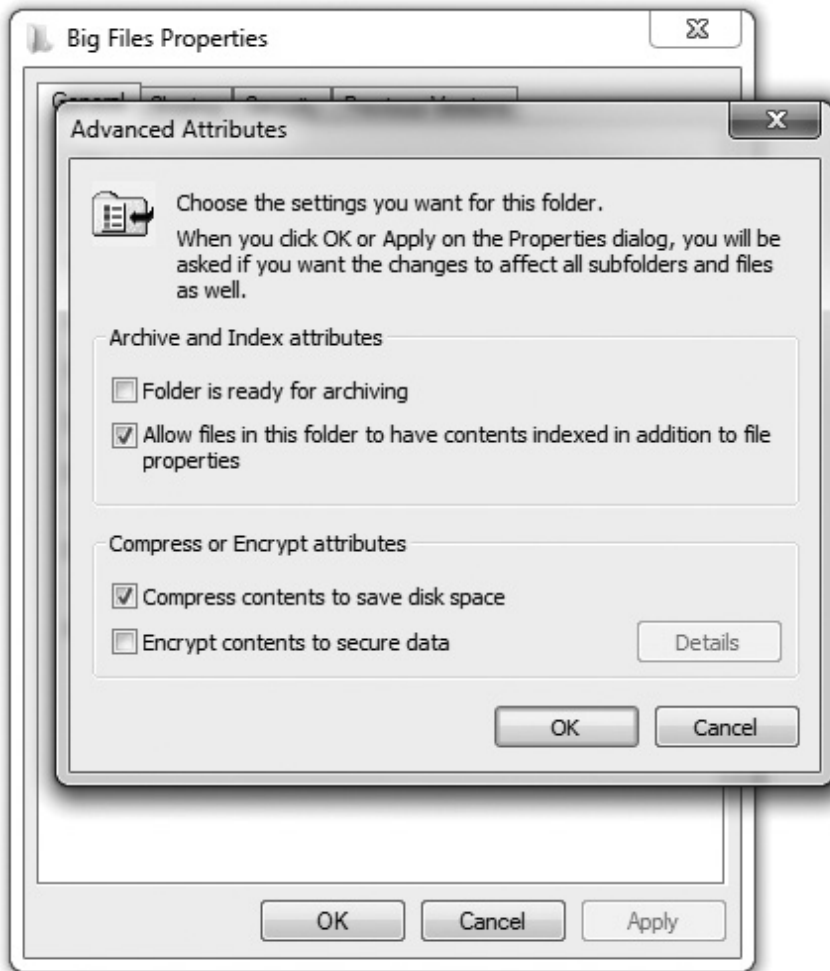 Big Files Properties
General
Advanced Attributes
Choose the settings you want for this folder.
When you click OK or Apply on the Properties dialog, you will be
asked if you want the changes to affect all subfolders and files
as well.
Archive and Index attributes
Folder is ready for archiving
Allow files in this folder to have contents indexed in addition to file
properties
Compress or Encrypt attributes
Compress contents to save disk space
Encrypt contents to secure data
Details
OK
Cancel
OK
Cancel
Apply